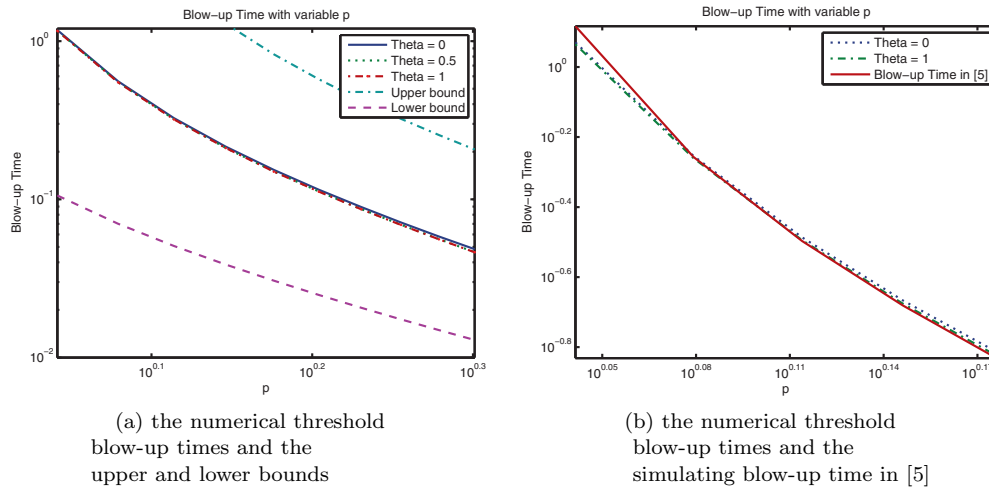 Blow-up Time with variable p
10^0
10^-1
10^-2
Blow-up Time
Theta = 0
Theta = 0.5
Theta = 1
Upper bound
Lower bound
10^0.1
10^0.2
10^0.3
p
(a) the numerical threshold
blow-up times and the
upper and lower bounds
Blow-up Time with variable p
10^0
10^-0.2
10^-0.4
10^-0.6
10^-0.8
Blow-up Time
Theta = 0
Theta = 1
Blow-up Time in [5]
10^0.05
10^0.08
10^0.11
10^0.14
10^0.17
p
(b) the numerical threshold
blow-up times and the
simulating blow-up time in [5]